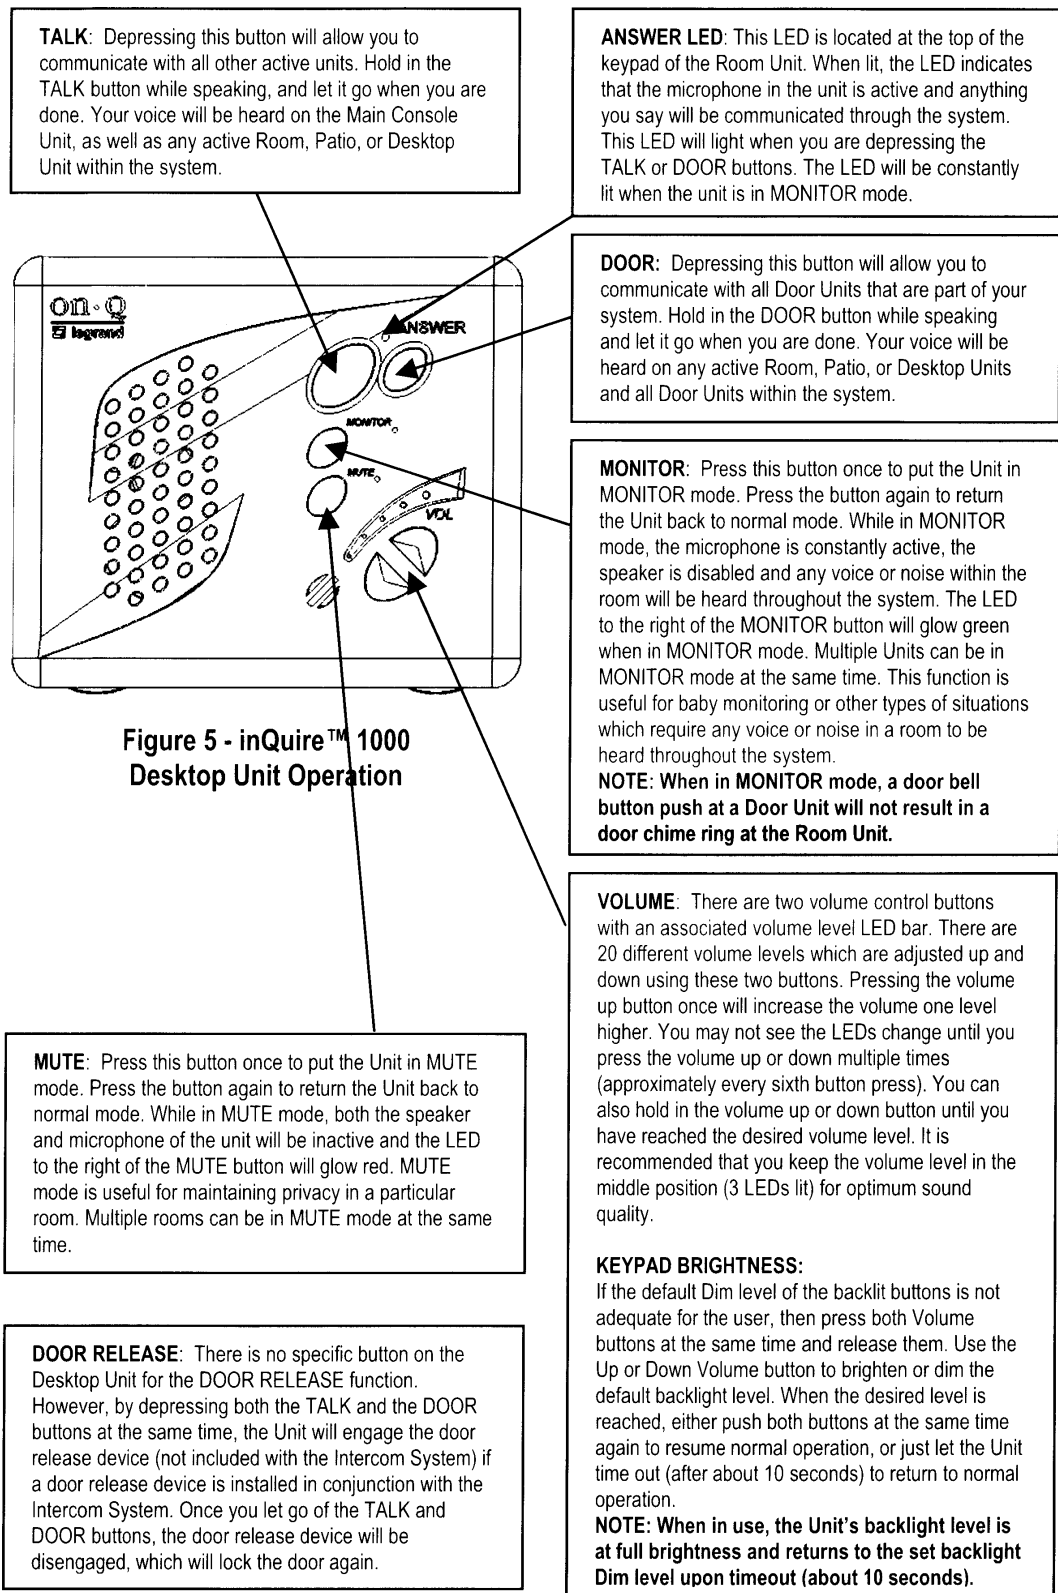 TALK: Depressing this button will allow you to
communicate with all other active units. Hold in the
TALK button while speaking, and let it go when you are
done. Your voice will be heard on the Main Console
Unit, as well as any active Room, Patio, or Desktop
Unit within the system.
ANSWER LED: This LED is located at the top of the
keypad of the Room Unit. When lit, the LED indicates
that the microphone in the unit is active and anything
you say will be communicated through the system.
This LED will light when you are depressing the
TALK or DOOR buttons. The LED will be constantly
lit when the unit is in MONITOR mode.
DOOR: Depressing this button will allow you to
communicate with all Door Units that are part of your
system. Hold in the DOOR button while speaking
and let it go when you are done. Your voice will be
heard on any active Room, Patio, or Desktop Units
and all Door Units within the system.
on·Q
legrand
ANSWER
MONITOR
MUTE
VOL
Figure 5 - inQuire™ 1000
Desktop Unit Operation
MONITOR: Press this button once to put the Unit in
MONITOR mode. Press the button again to return
the Unit back to normal mode. While in MONITOR
mode, the microphone is constantly active, the
speaker is disabled and any voice or noise within the
room will be heard throughout the system. The LED
to the right of the MONITOR button will glow green
when in MONITOR mode. Multiple Units can be in
MONITOR mode at the same time. This function is
useful for baby monitoring or other types of situations
which require any voice or noise in a room to be
heard throughout the system.
NOTE: When in MONITOR mode, a door bell
button push at a Door Unit will not result in a
door chime ring at the Room Unit.
VOLUME: There are two volume control buttons
with an associated volume level LED bar. There are
20 different volume levels which are adjusted up and
down using these two buttons. Pressing the volume
up button once will increase the volume one level
higher. You may not see the LEDs change until you
press the volume up or down multiple times
(approximately every sixth button press). You can
also hold in the volume up or down button until you
have reached the desired volume level. It is
recommended that you keep the volume level in the
middle position (3 LEDs lit) for optimum sound
quality.
KEYPAD BRIGHTNESS:
If the default Dim level of the backlit buttons is not
adequate for the user, then press both Volume
buttons at the same time and release them. Use the
Up or Down Volume button to brighten or dim the
default backlight level. When the desired level is
reached, either push both buttons at the same time
again to resume normal operation, or just let the Unit
time out (after about 10 seconds) to return to normal
operation.
NOTE: When in use, the Unit's backlight level is
at full brightness and returns to the set backlight
Dim level upon timeout (about 10 seconds).
MUTE: Press this button once to put the Unit in MUTE
mode. Press the button again to return the Unit back to
normal mode. While in MUTE mode, both the speaker
and microphone of the unit will be inactive and the LED
to the right of the MUTE button will glow red. MUTE
mode is useful for maintaining privacy in a particular
room. Multiple rooms can be in MUTE mode at the same
time.
DOOR RELEASE: There is no specific button on the
Desktop Unit for the DOOR RELEASE function.
However, by depressing both the TALK and the DOOR
buttons at the same time, the Unit will engage the door
release device (not included with the Intercom System) if
a door release device is installed in conjunction with the
Intercom System. Once you let go of the TALK and
DOOR buttons, the door release device will be
disengaged, which will lock the door again.